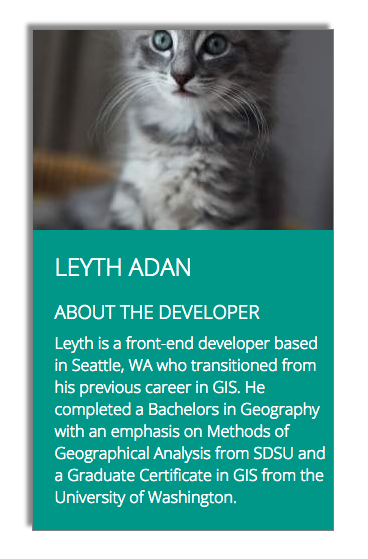 LEYTH ADAN
ABOUT THE DEVELOPER
Leyth is a front-end developer based
in Seattle, WA who transitioned from
his previous career in GIS. He
completed a Bachelors in Geography
with an emphasis on Methods of
Geographical Analysis from SDSU and
a Graduate Certificate in GIS from the
University of Washington.